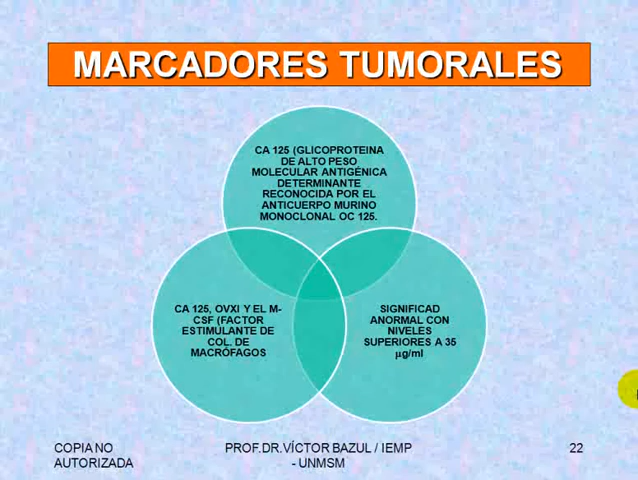 MARCADORES TUMORALES
CA 125 (GLICOPROTEINA
DE ALTO PESO
MOLECULAR ANTIGÉNICA
DETERMINANTE
RECONOCIDA POR EL
ANTICUERPO MURINO
MONOCLONAL OC 125.
CA 125, OVXI Y EL M-
CSF (FACTOR
ESTIMULANTE DE
COL. DE
MACRÓFAGOS
SIGNIFICAD
ANORMAL CON
NIVELES
SUPERIORES A 35
µg/ml
COPIA NO
AUTORIZADA
PROF.DR.VÍCTOR BAZUL / IEMP
- UNMSM
22